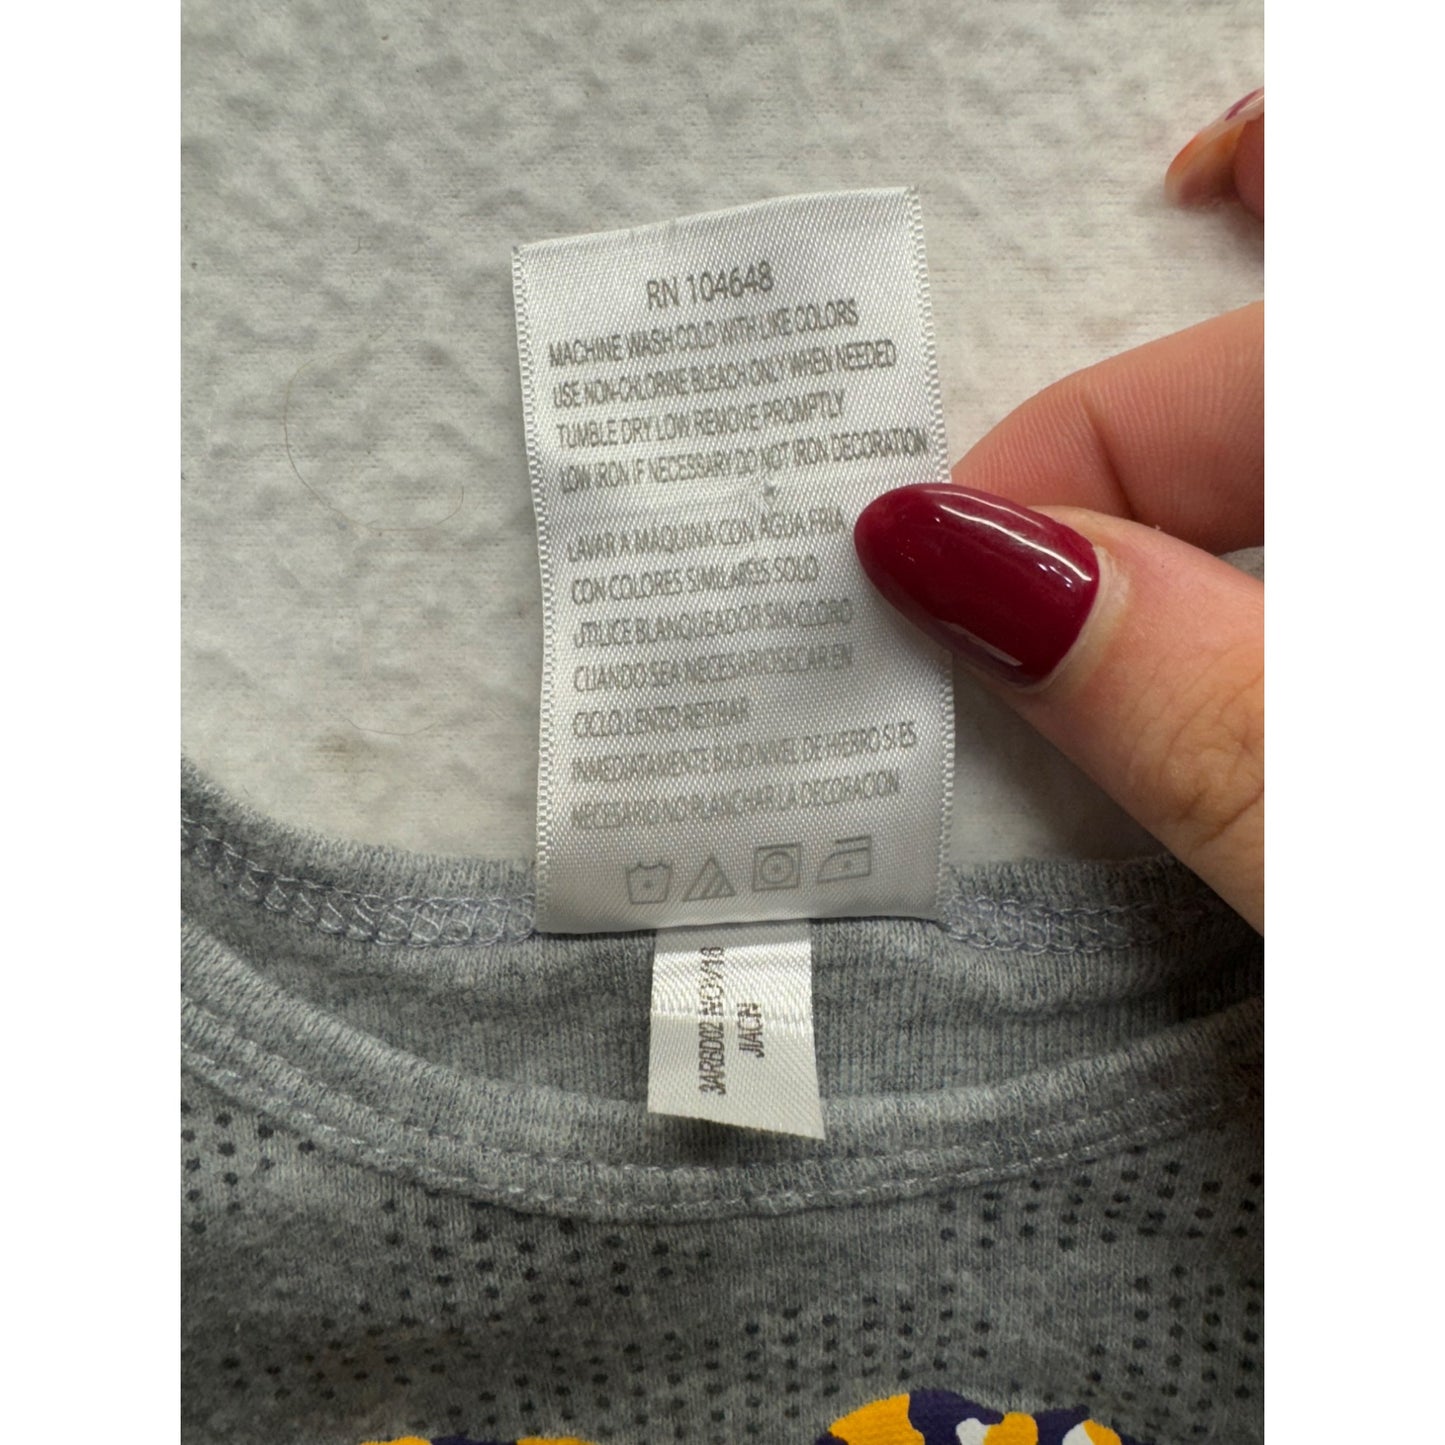 RN 104648
MACHINE WASH COLD WITH LIKE COLORS
USE NON-CHLORINE BLEACH ONLY WHEN NEEDED
TUMBLE DRY LOW REMOVE PROMPTLY
LOW IRON IF NECESSARY DO NOT IRON DECORATION
LAVAR A MAQUINA CON AGUA FRIA
CON COLORES SIMILARES SOLO
UTILICE BLANQUEADOR SIN CLORO
CUANDO SEA NECESARIO SECAR EN
CICLO LENTO RETIRAR
INMEDIATAMENTE BAJO NIVEL DE HIERRO SI ES
NECESARIO NO PLANCHAR LA DECORACION
3ARBD02 NOV16
JIACN